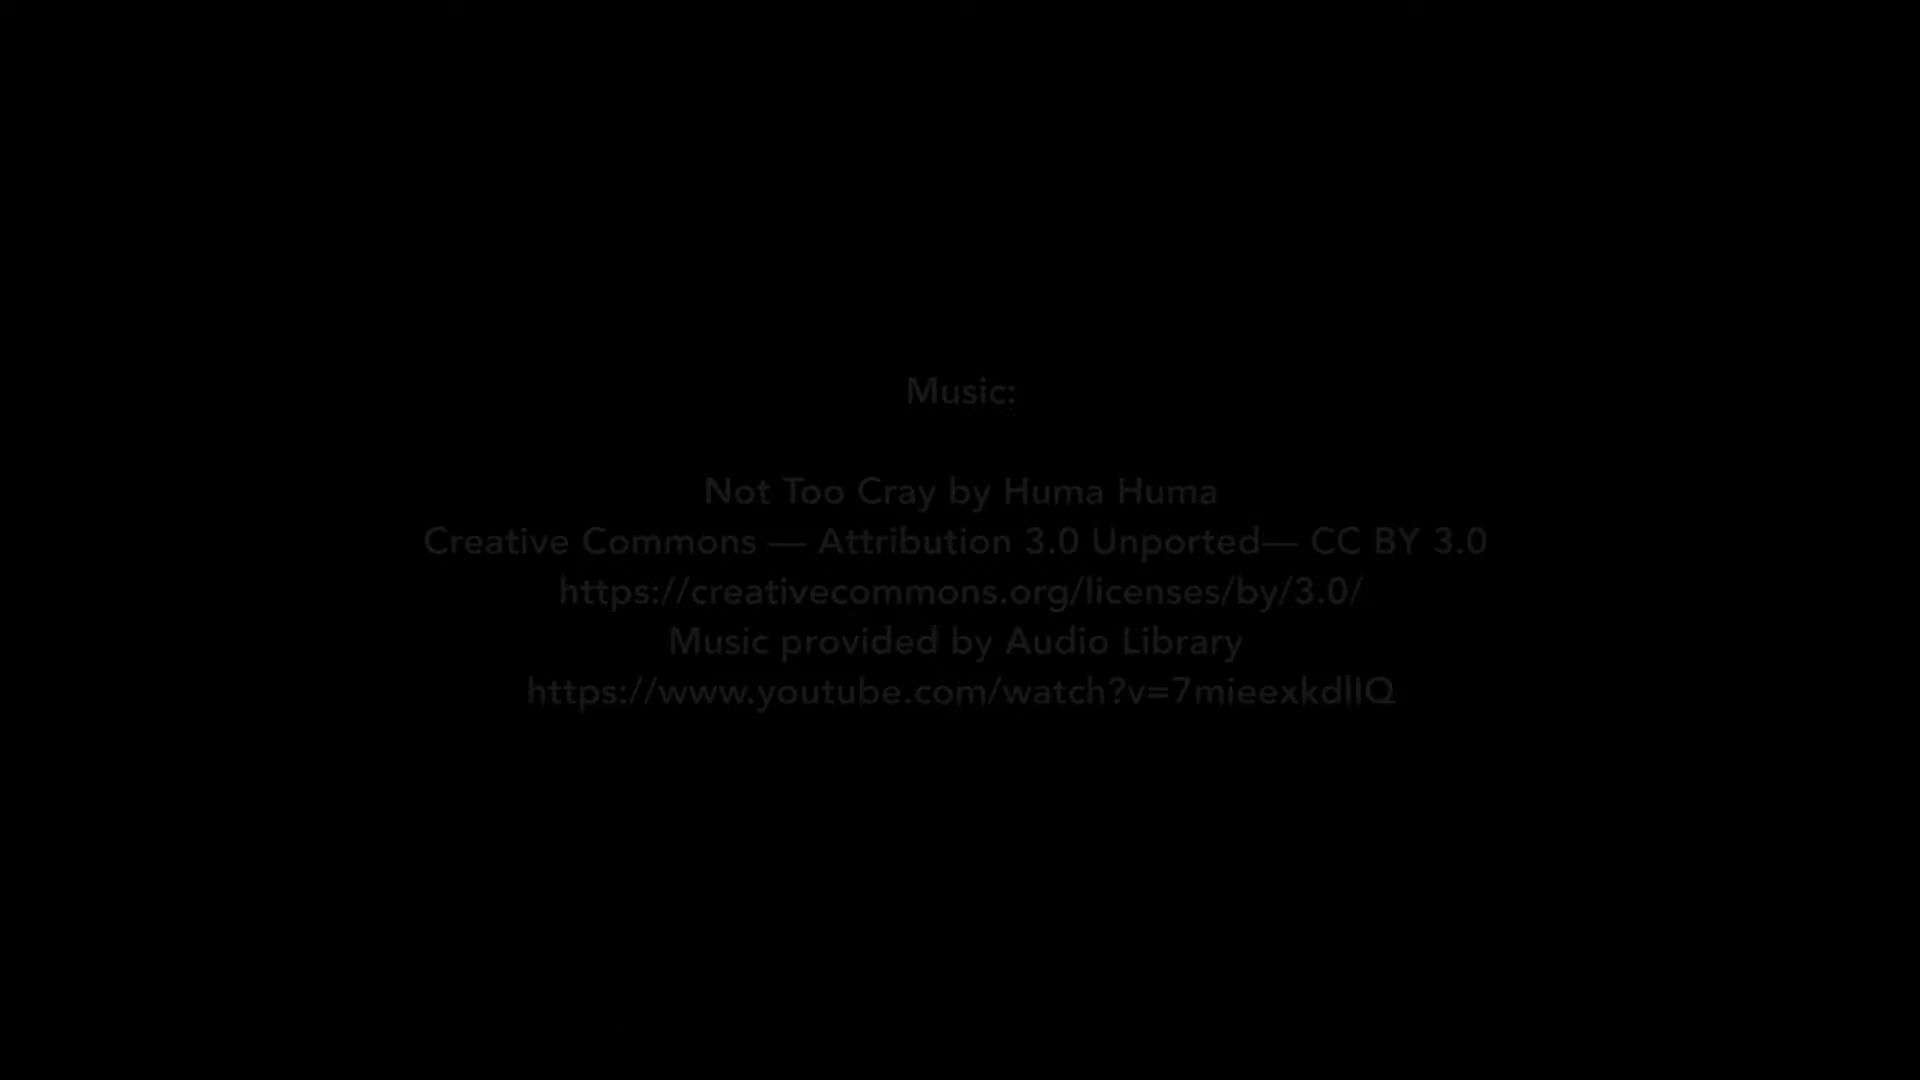 Music:
Not Too Cray by Huma Huma
Creative Commons — Attribution 3.0 Unported— CC BY 3.0
https://creativecommons.org/licenses/by/3.0/
Music provided by Audio Library
https://www.youtube.com/watch?v=7mieexkdllQ